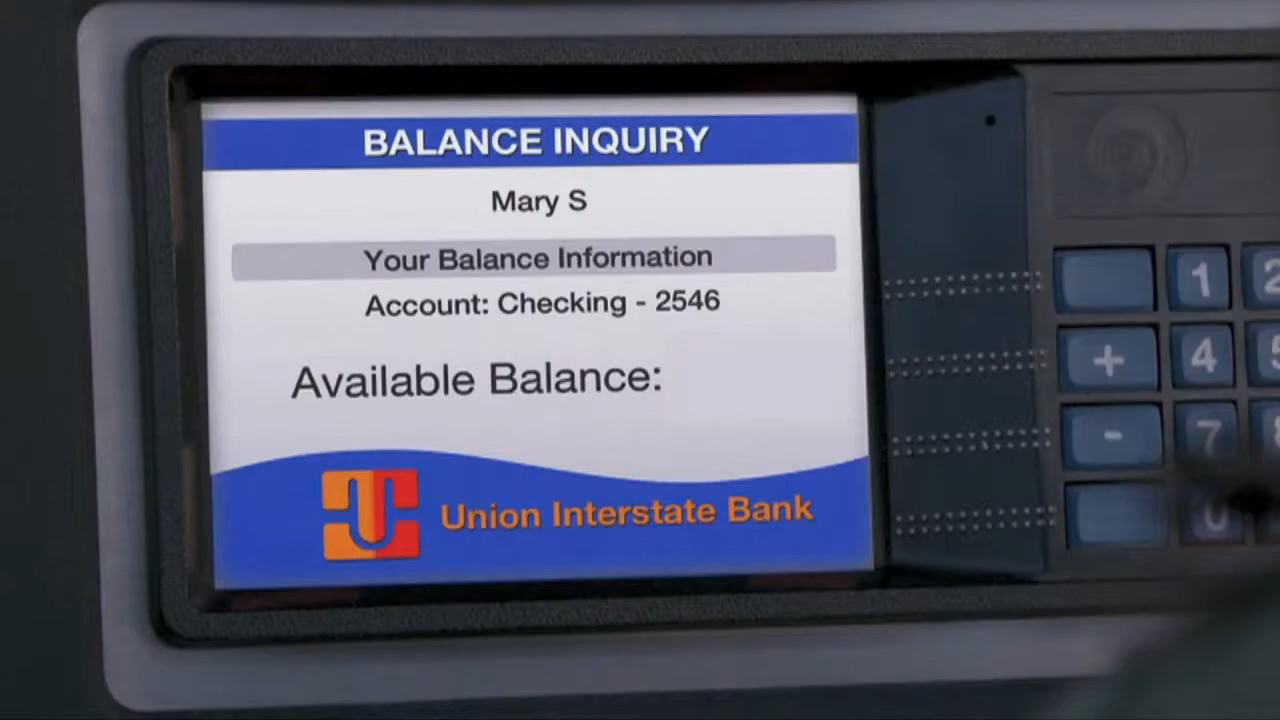 BALANCE INQUIRY
Mary S
Your Balance Information
Account: Checking - 2546
Available Balance:
Union Interstate Bank
1
+ 4
- 7